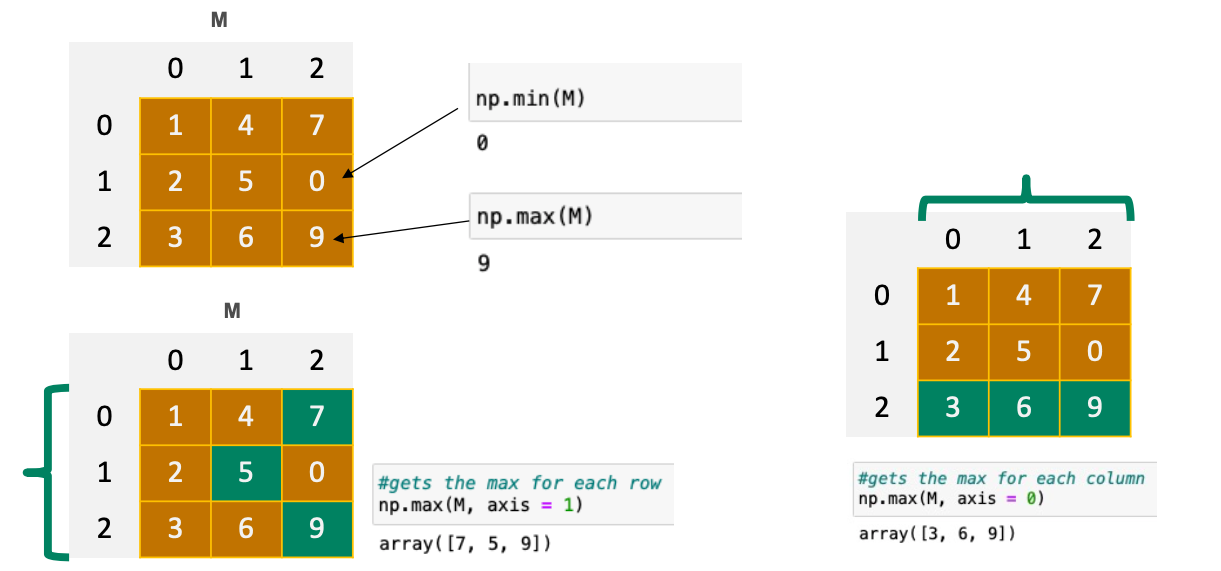 M
0 1 2
0 1 4 7
1 2 5 0
2 3 6 9
np.min(M)
0
np.max(M)
9
M
0 1 2
0 1 4 7
1 2 5 0
2 3 6 9
#gets the max for each row
np.max(M, axis = 1)
array([7, 5, 9])
0 1 2
0 1 4 7
1 2 5 0
2 3 6 9
#gets the max for each column
np.max(M, axis = 0)
array([3, 6, 9])